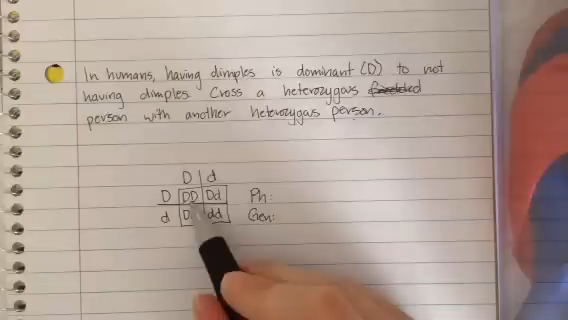 In humans, having dimples is dominant (D) to not
having dimples Cross a heterozygous
person with another heterozygous person.
D d
D DD Dd Ph:
d D dd Gen: